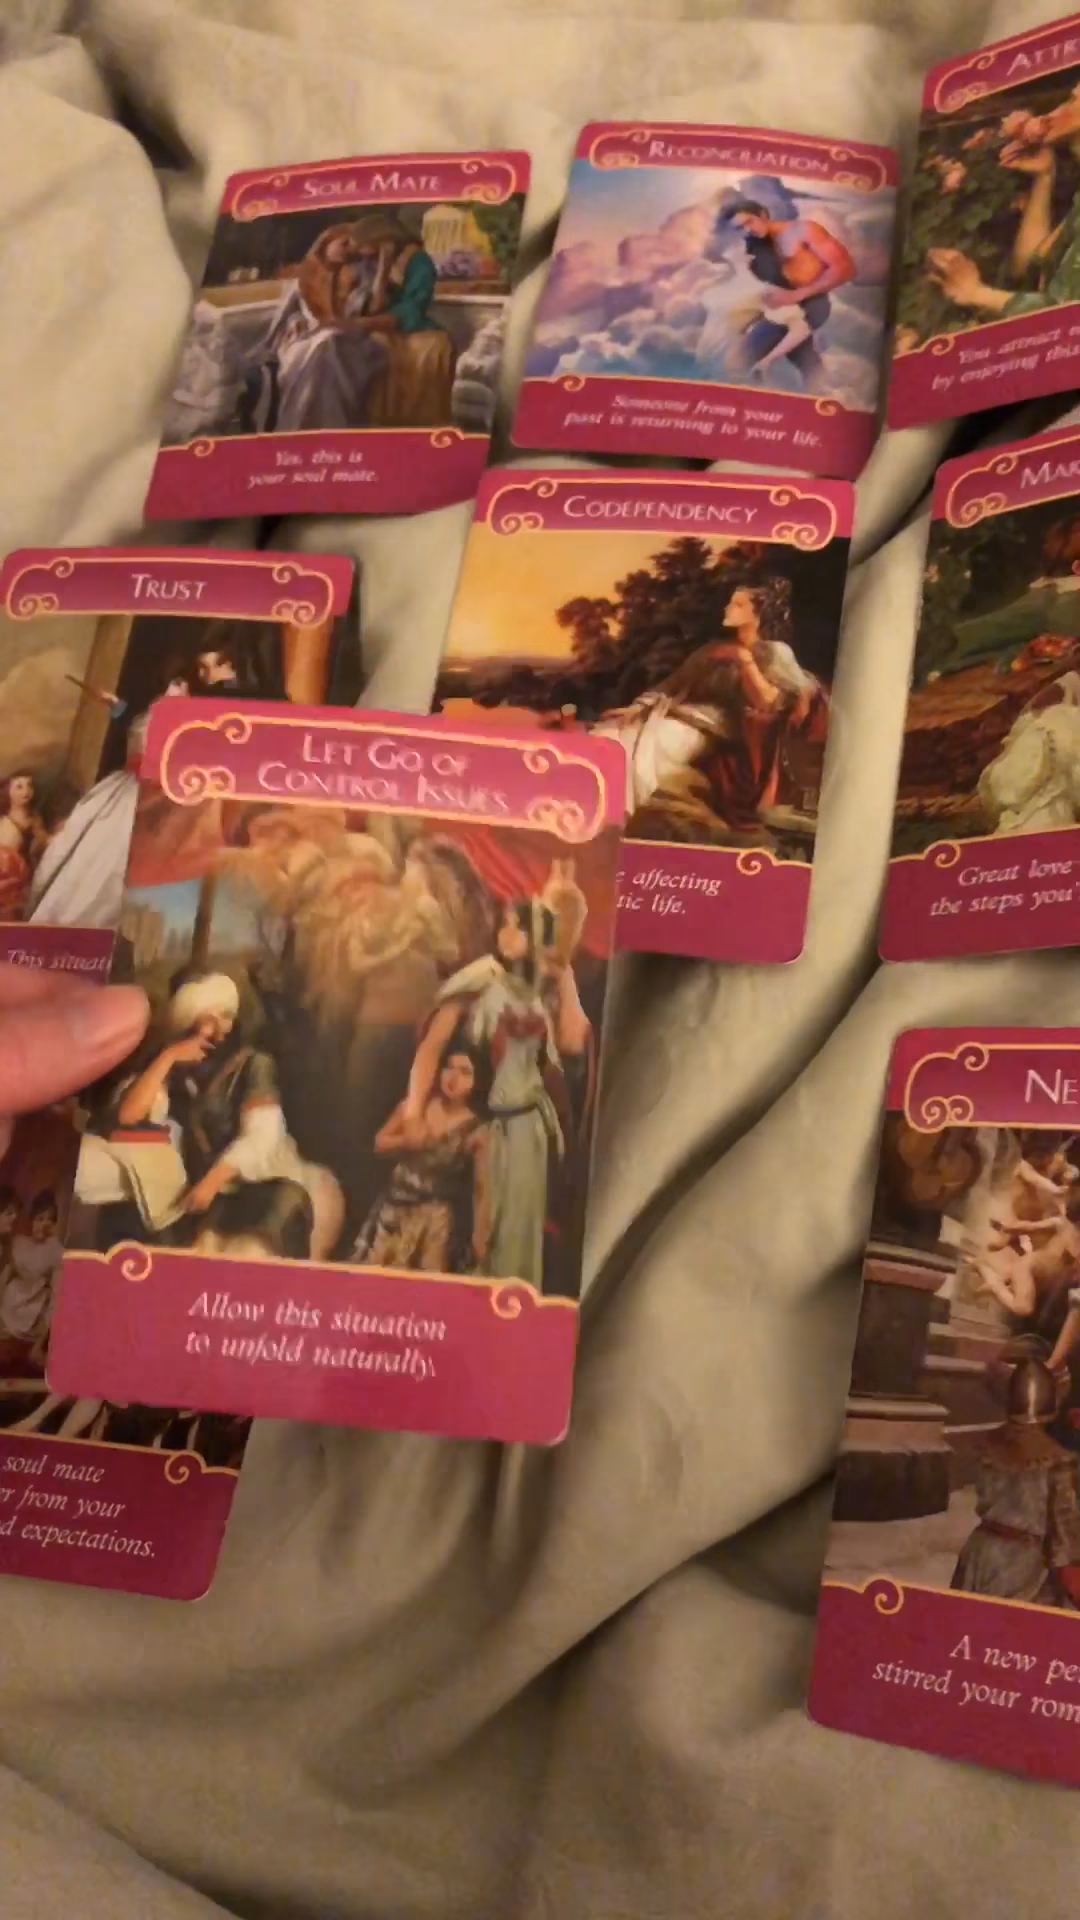 SOUL MATE
Yes, this is
your soul mate.
RECONCILIATION
Someone from your
past is returning to your life.
ATTR
You attract
by enjoying this
TRUST
This situati
CODEPENDENCY
affecting
tic life.
MAR
Great love
the steps you'
LET GO OF
CONTROL ISSUES
Allow this situation
to unfold naturally.
soul mate
er from your
d expectations.
NE
A new pe
stirred your rom